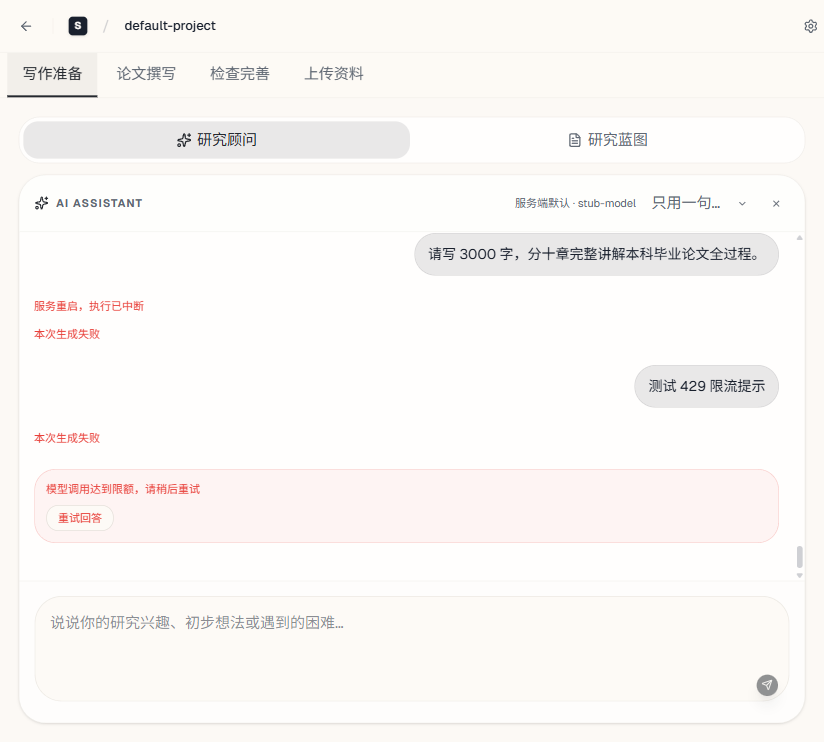 S / default-project
写作准备 论文撰写 检查完善 上传资料
研究顾问 研究蓝图
AI ASSISTANT 服务端默认 · stub-model 只用一句...
请写 3000 字，分十章完整讲解本科毕业论文全过程。
服务重启，执行已中断
本次生成失败
测试 429 限流提示
本次生成失败
模型调用达到限额，请稍后重试
重试回答
说说你的研究兴趣、初步想法或遇到的困难...